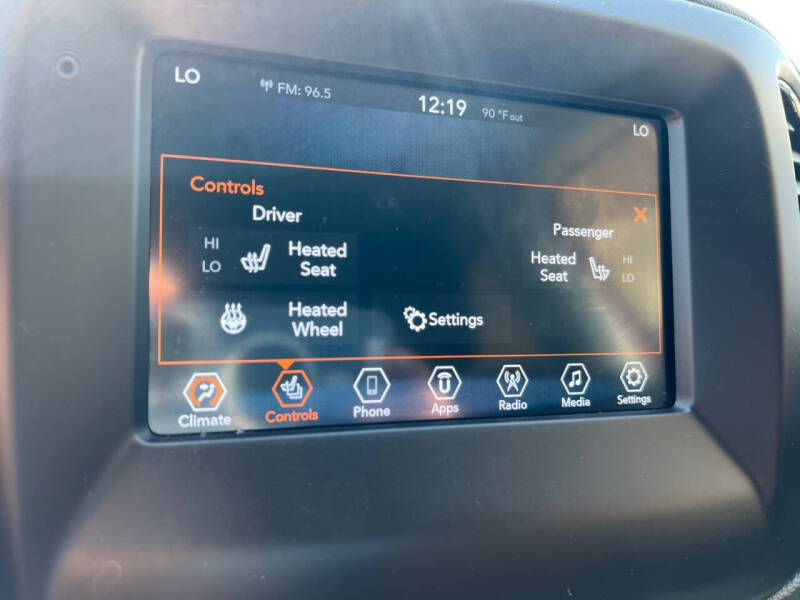 LO
FM: 96.5
12:19
90 °F out
LO
Controls
Driver
Passenger
HI
LO
Heated
Seat
Heated
Seat
HI
LO
Heated
Wheel
Settings
Climate
Controls
Phone
Apps
Radio
Media
Settings